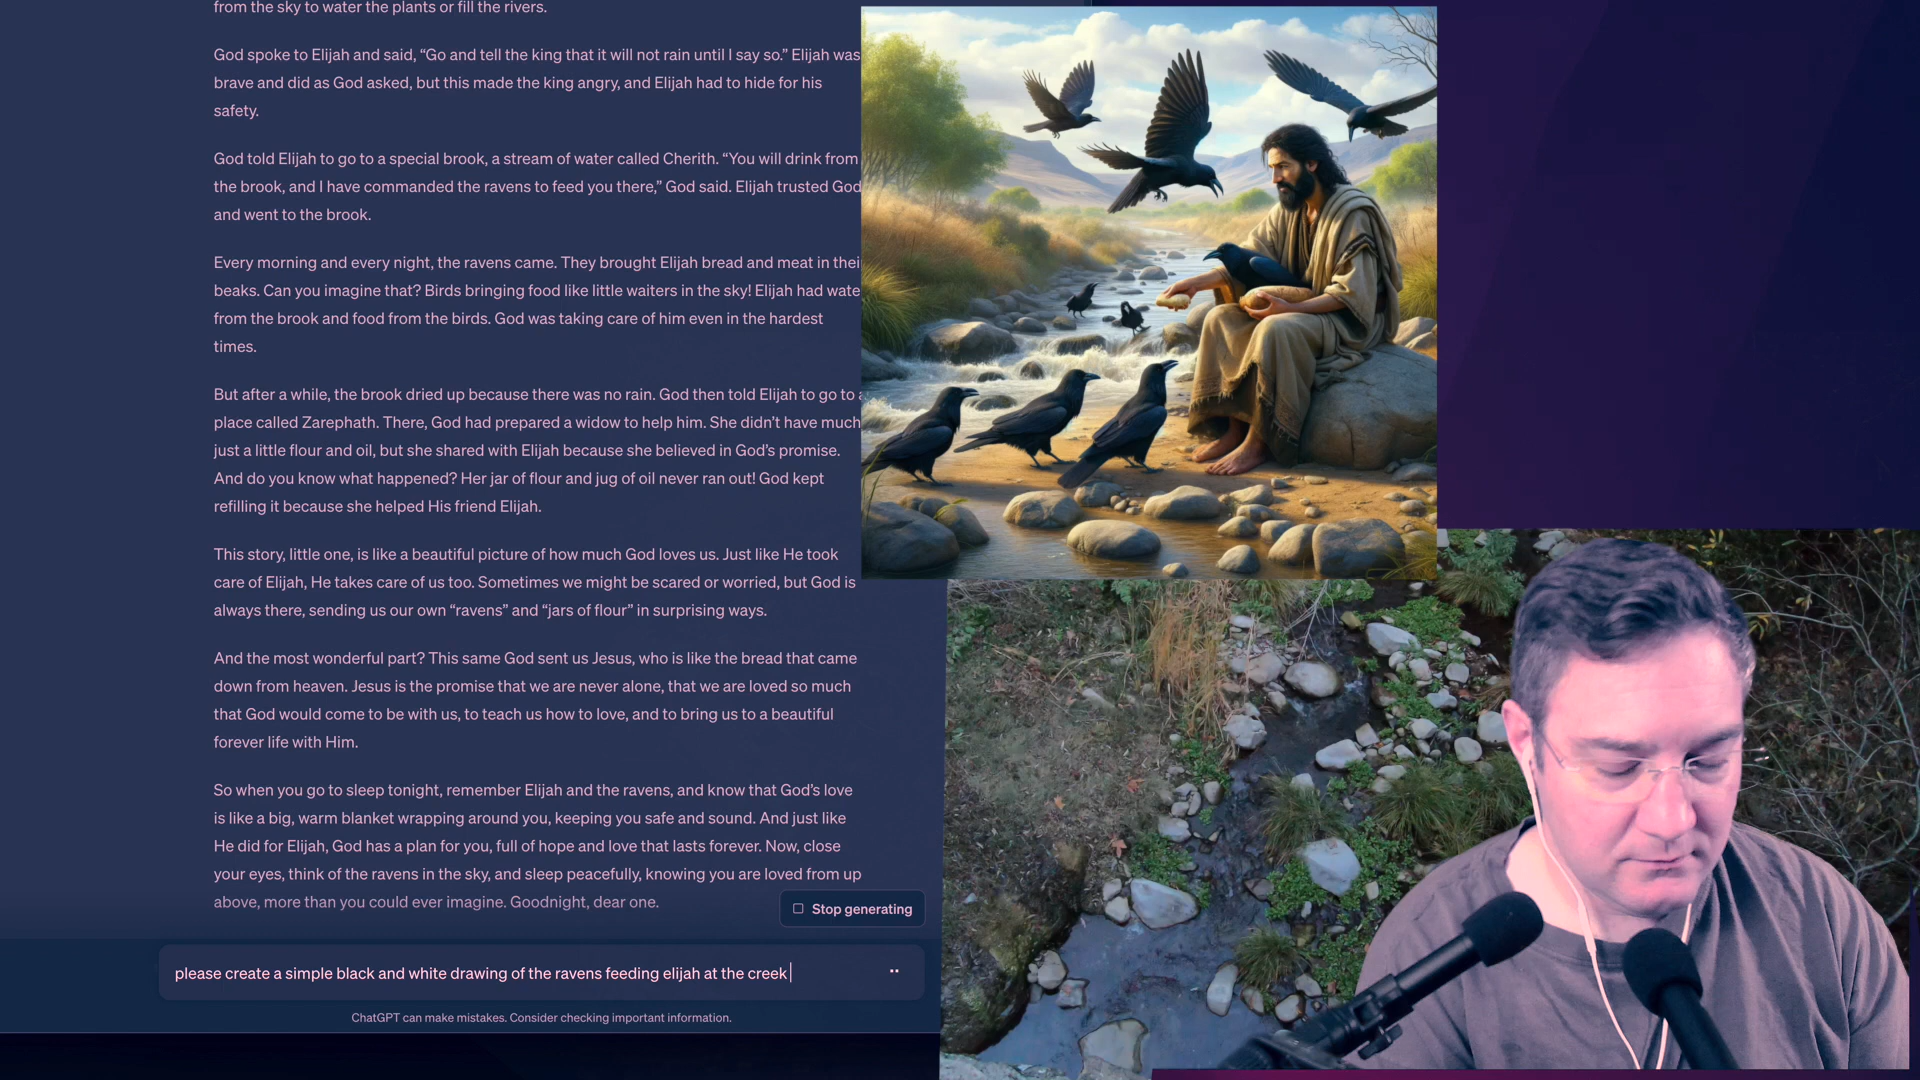 from the sky to water the plants or fill the rivers.
God spoke to Elijah and said, “Go and tell the king that it will not rain until I say so.” Elijah was
brave and did as God asked, but this made the king angry, and Elijah had to hide for his
safety.
God told Elijah to go to a special brook, a stream of water called Cherith. “You will drink from
the brook, and I have commanded the ravens to feed you there,” God said. Elijah trusted God
and went to the brook.
Every morning and every night, the ravens came. They brought Elijah bread and meat in thei
beaks. Can you imagine that? Birds bringing food like little waiters in the sky! Elijah had wate
from the brook and food from the birds. God was taking care of him even in the hardest
times.
But after a while, the brook dried up because there was no rain. God then told Elijah to go to a
place called Zarephath. There, God had prepared a widow to help him. She didn’t have much
just a little flour and oil, but she shared with Elijah because she believed in God’s promise.
And do you know what happened? Her jar of flour and jug of oil never ran out! God kept
refilling it because she helped His friend Elijah.
This story, little one, is like a beautiful picture of how much God loves us. Just like He took
care of Elijah, He takes care of us too. Sometimes we might be scared or worried, but God is
always there, sending us our own “ravens” and “jars of flour” in surprising ways.
And the most wonderful part? This same God sent us Jesus, who is like the bread that came
down from heaven. Jesus is the promise that we are never alone, that we are loved so much
that God would come to be with us, to teach us how to love, and to bring us to a beautiful
forever life with Him.
So when you go to sleep tonight, remember Elijah and the ravens, and know that God’s love
is like a big, warm blanket wrapping around you, keeping you safe and sound. And just like
He did for Elijah, God has a plan for you, full of hope and love that lasts forever. Now, close
your eyes, think of the ravens in the sky, and sleep peacefully, knowing you are loved from up
above, more than you could ever imagine. Goodnight, dear one.
Stop generating
please create a simple black and white drawing of the ravens feeding elijah at the creek
ChatGPT can make mistakes. Consider checking important information.